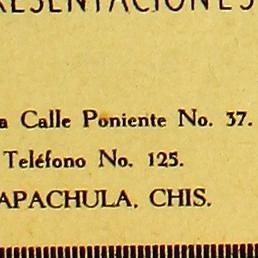 RESENTACIONES
a Calle Poniente No. 37.
Teléfono No. 125.
APACHULA, CHIS.